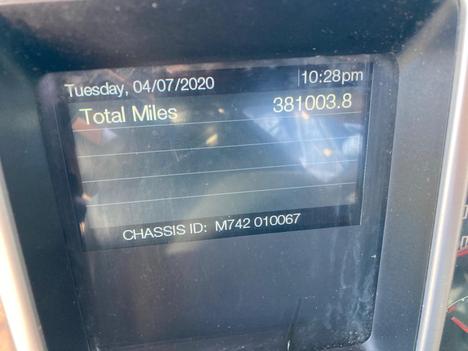 Tuesday, 04/07/2020 10:28pm
Total Miles 381003.8
CHASSIS ID: M742 010067